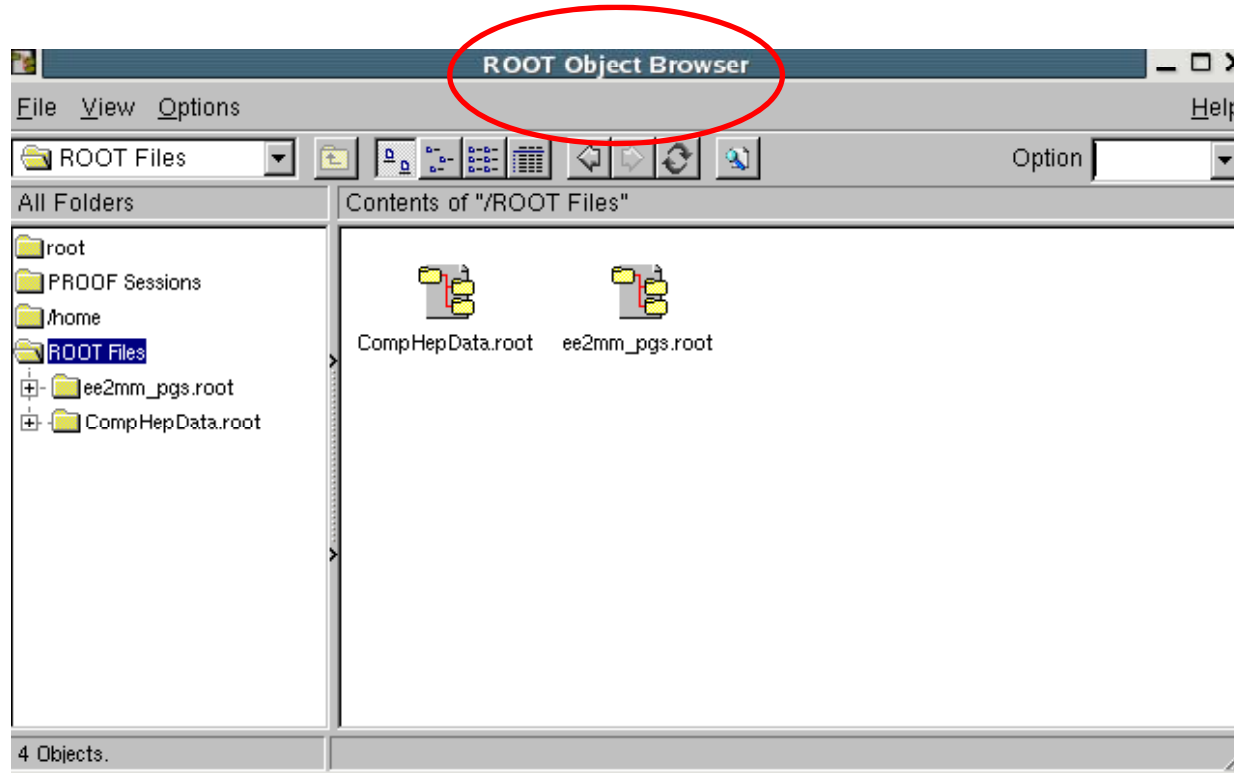 ROOT Object Browser
File View Options Help
ROOT Files Option
All Folders Contents of "/ROOT Files"
root
PROOF Sessions
/home
ROOT Files
ee2mm_pgs.root
CompHepData.root
CompHepData.root ee2mm_pgs.root
4 Objects.